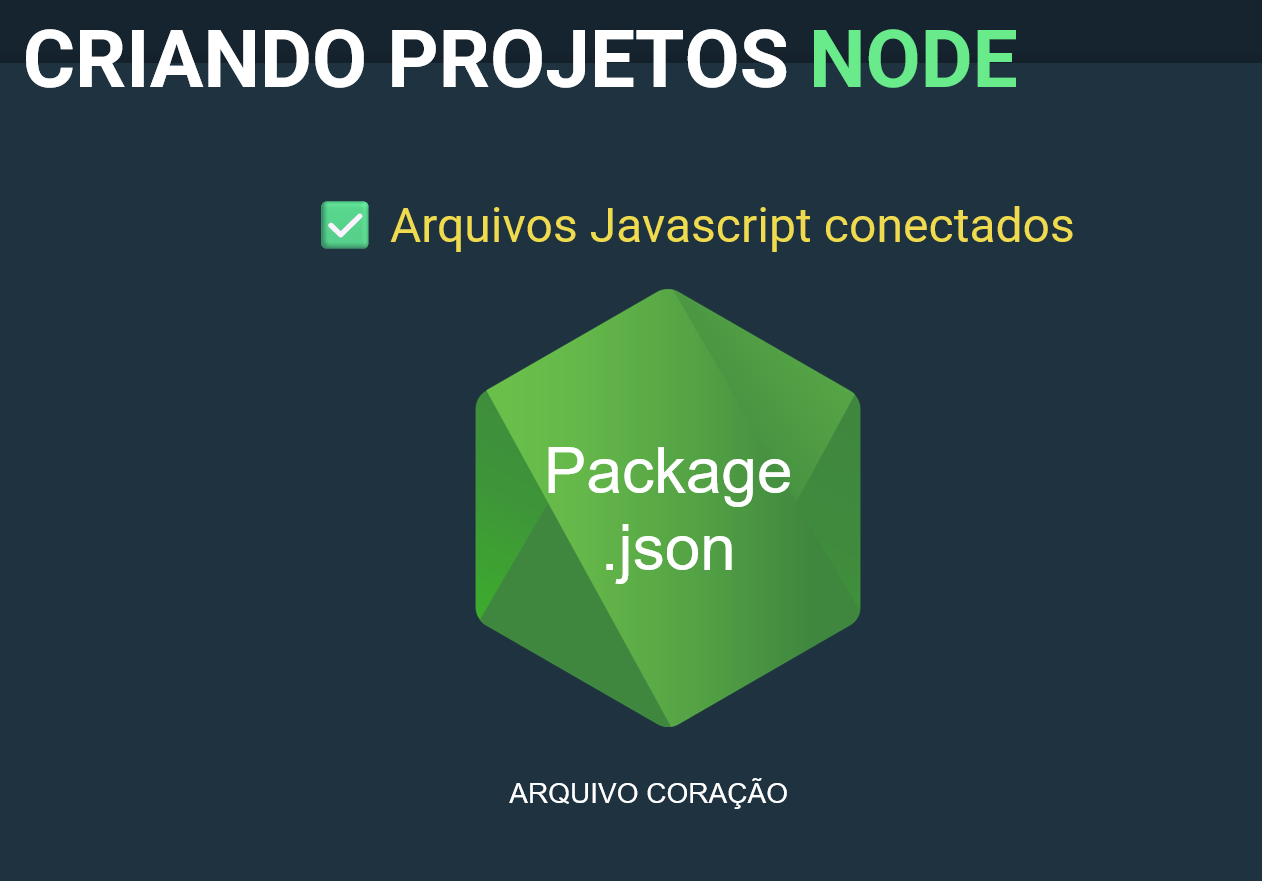 CRIANDO PROJETOS NODE
✅ Arquivos Javascript conectados
Package
.json
ARQUIVO CORAÇÃO